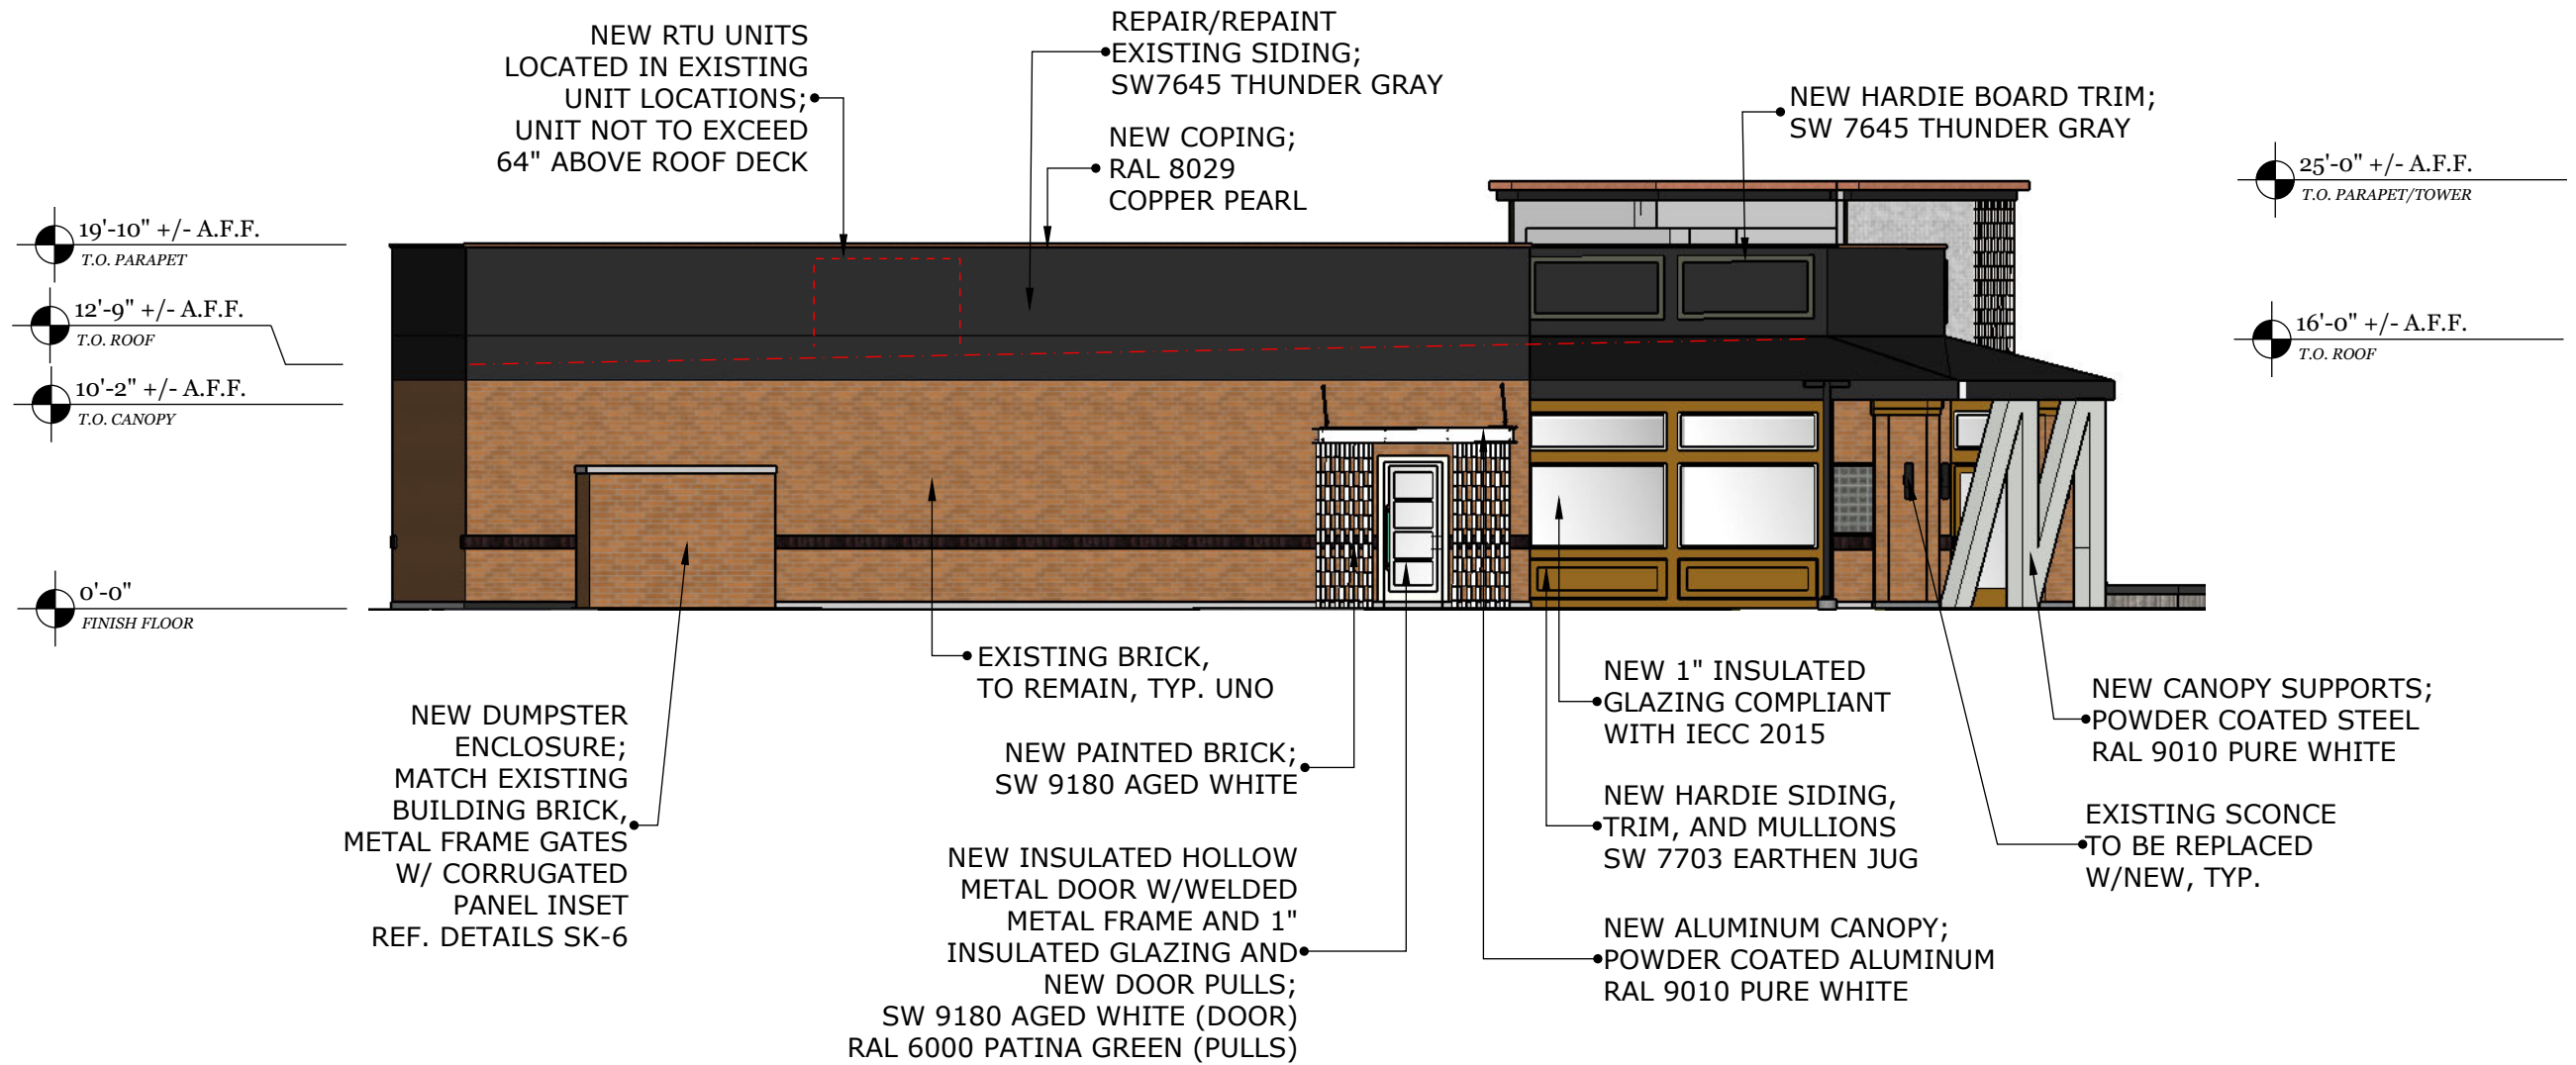 NEW RTU UNITS
LOCATED IN EXISTING
UNIT LOCATIONS;
UNIT NOT TO EXCEED
64" ABOVE ROOF DECK
REPAIR/REPAINT
EXISTING SIDING;
SW7645 THUNDER GRAY
NEW COPING;
RAL 8029
COPPER PEARL
NEW HARDIE BOARD TRIM;
SW 7645 THUNDER GRAY
25'-0" +/- A.F.F.
T.O. PARAPET/TOWER
16'-0" +/- A.F.F.
T.O. ROOF
19'-10" +/- A.F.F.
T.O. PARAPET
12'-9" +/- A.F.F.
T.O. ROOF
10'-2" +/- A.F.F.
T.O. CANOPY
0'-0"
FINISH FLOOR
NEW DUMPSTER
ENCLOSURE;
MATCH EXISTING
BUILDING BRICK,
METAL FRAME GATES
W/ CORRUGATED
PANEL INSET
REF. DETAILS SK-6
EXISTING BRICK,
TO REMAIN, TYP. UNO
NEW PAINTED BRICK;
SW 9180 AGED WHITE
NEW INSULATED HOLLOW
METAL DOOR W/WELDED
METAL FRAME AND 1"
INSULATED GLAZING AND
NEW DOOR PULLS;
SW 9180 AGED WHITE (DOOR)
RAL 6000 PATINA GREEN (PULLS)
NEW 1" INSULATED
GLAZING COMPLIANT
WITH IECC 2015
NEW HARDIE SIDING,
TRIM, AND MULLIONS
SW 7703 EARTHEN JUG
NEW ALUMINUM CANOPY;
POWDER COATED ALUMINUM
RAL 9010 PURE WHITE
NEW CANOPY SUPPORTS;
POWDER COATED STEEL
RAL 9010 PURE WHITE
EXISTING SCONCE
TO BE REPLACED
W/NEW, TYP.